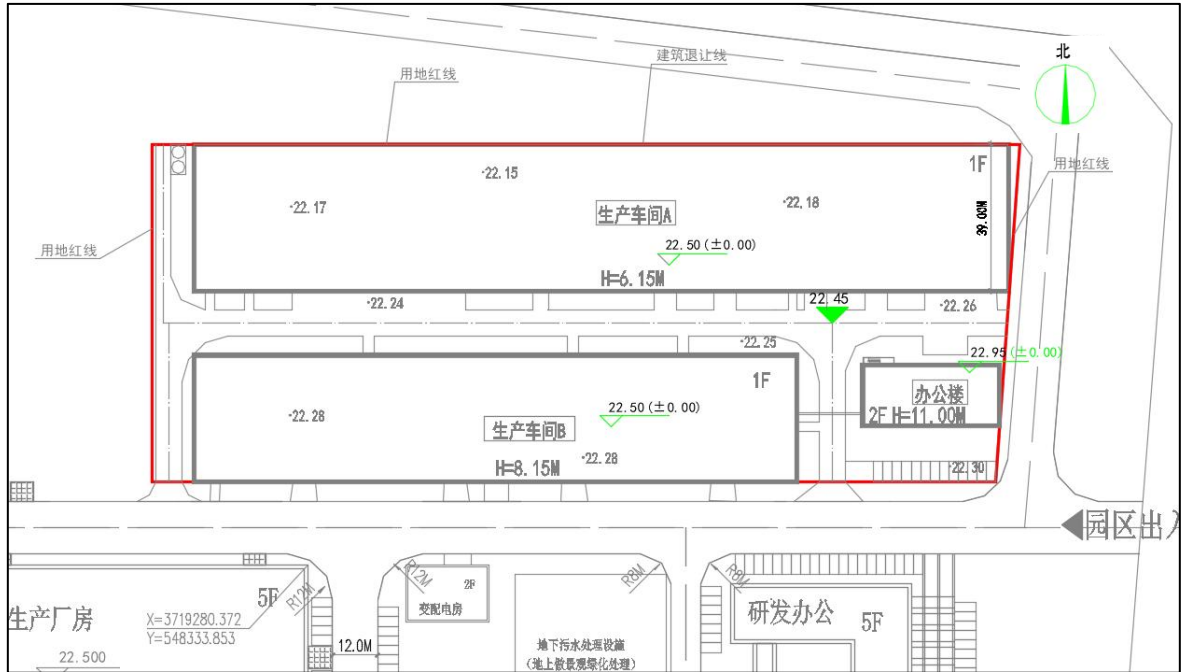 建筑退让线
北
用地红线
·22.15
1F
用地红线
·22.17
·22.18
生产车间A
39.00M
22.50(±0.00)
用地红线
H=6.15M
·22.24
22.45
·22.26
·22.25
22.95(±0.00)
1F
办公楼
·22.28
22.50(±0.00)
2F H=11.00M
生产车间B
·22.28
H=8.15M
·22.30
园区出入
R12M
R12M
R8M
R8M
5F
2F
生产厂房
X=3719280.372
Y=548333.853
变配电房
研发办公
5F
22.500
12.0M
地下污水处理设施
(地上做景观绿化处理)